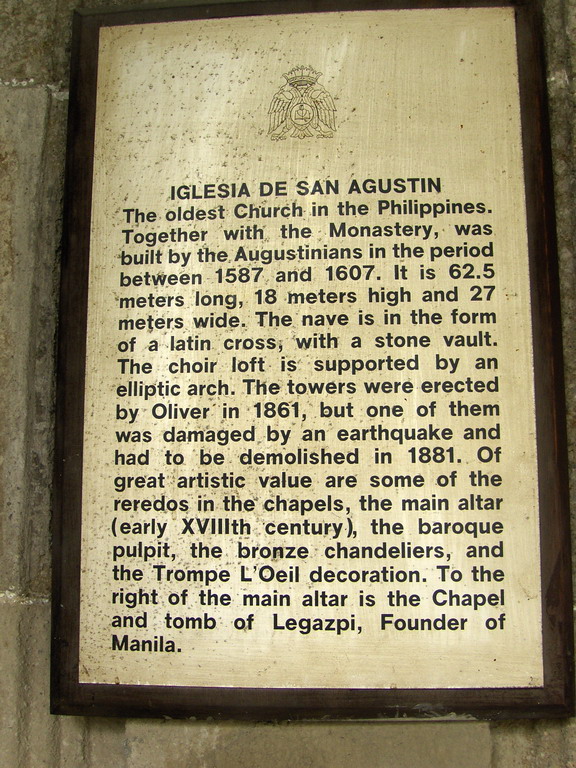 IGLESIA DE SAN AGUSTIN
The oldest Church in the Philippines.
Together with the Monastery, was
built by the Augustinians in the period
between 1587 and 1607. It is 62.5
meters long, 18 meters high and 27
meters wide. The nave is in the form
of a latin cross, with a stone vault.
The choir loft is supported by an
elliptic arch. The towers were erected
by Oliver in 1861, but one of them
was damaged by an earthquake and
had to be demolished in 1881. Of
great artistic value are some of the
reredos in the chapels, the main altar
(early XVIIIth century), the baroque
pulpit, the bronze chandeliers, and
the Trompe L'Oeil decoration. To the
right of the main altar is the Chapel
and tomb of Legazpi, Founder of
Manila.